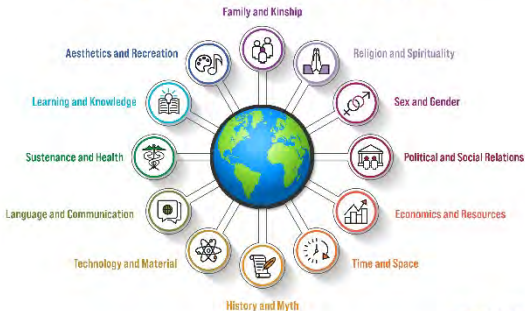 Family and Kinship
Aesthetics and Recreation
Religion and Spirituality
Learning and Knowledge
Sex and Gender
Sustenance and Health
Political and Social Relations
Language and Communication
Economics and Resources
Technology and Material
Time and Space
History and Myth